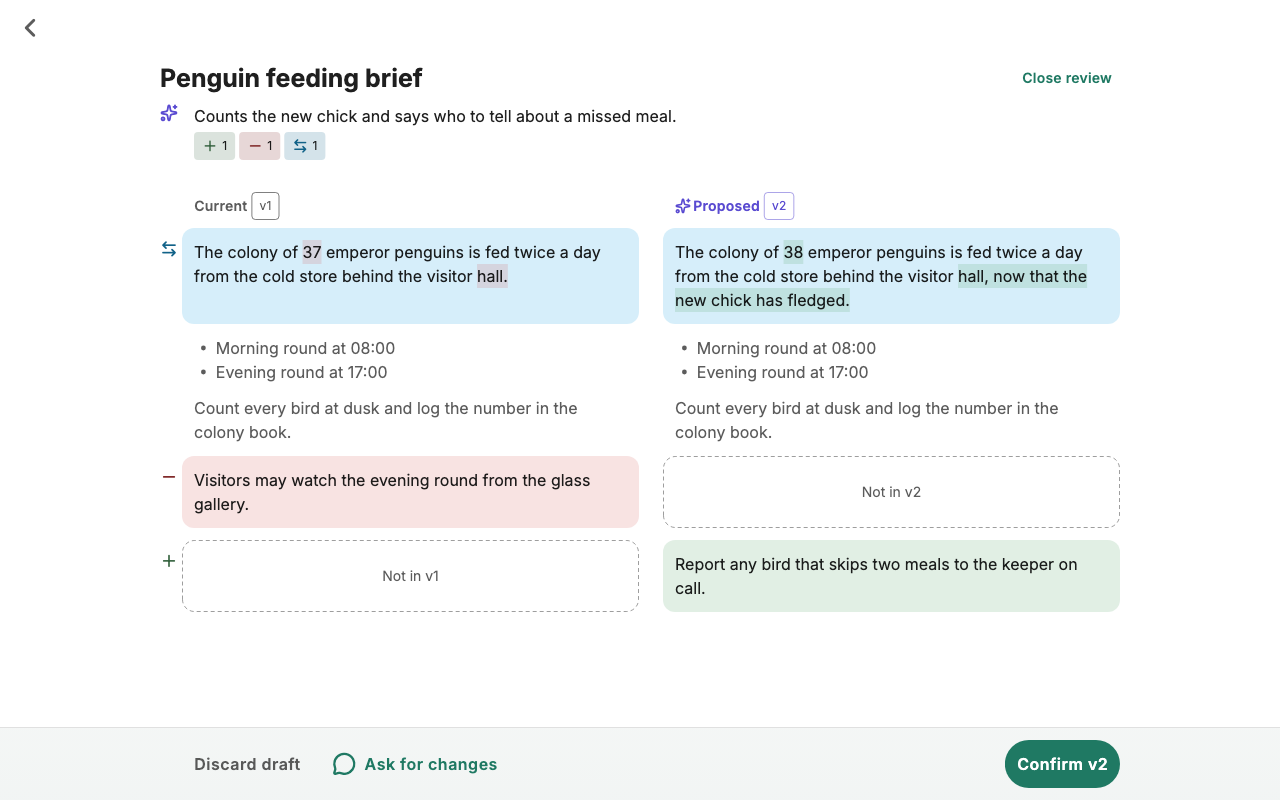 Penguin feeding brief
Close review
Counts the new chick and says who to tell about a missed meal.
+ 1
− 1
1
Current v1
Proposed v2
The colony of 37 emperor penguins is fed twice a day
from the cold store behind the visitor hall.
The colony of 38 emperor penguins is fed twice a day
from the cold store behind the visitor hall, now that the
new chick has fledged.
• Morning round at 08:00
• Evening round at 17:00
• Morning round at 08:00
• Evening round at 17:00
Count every bird at dusk and log the number in the
colony book.
Count every bird at dusk and log the number in the
colony book.
Visitors may watch the evening round from the glass
gallery.
Not in v2
Not in v1
Report any bird that skips two meals to the keeper on
call.
Discard draft
Ask for changes
Confirm v2